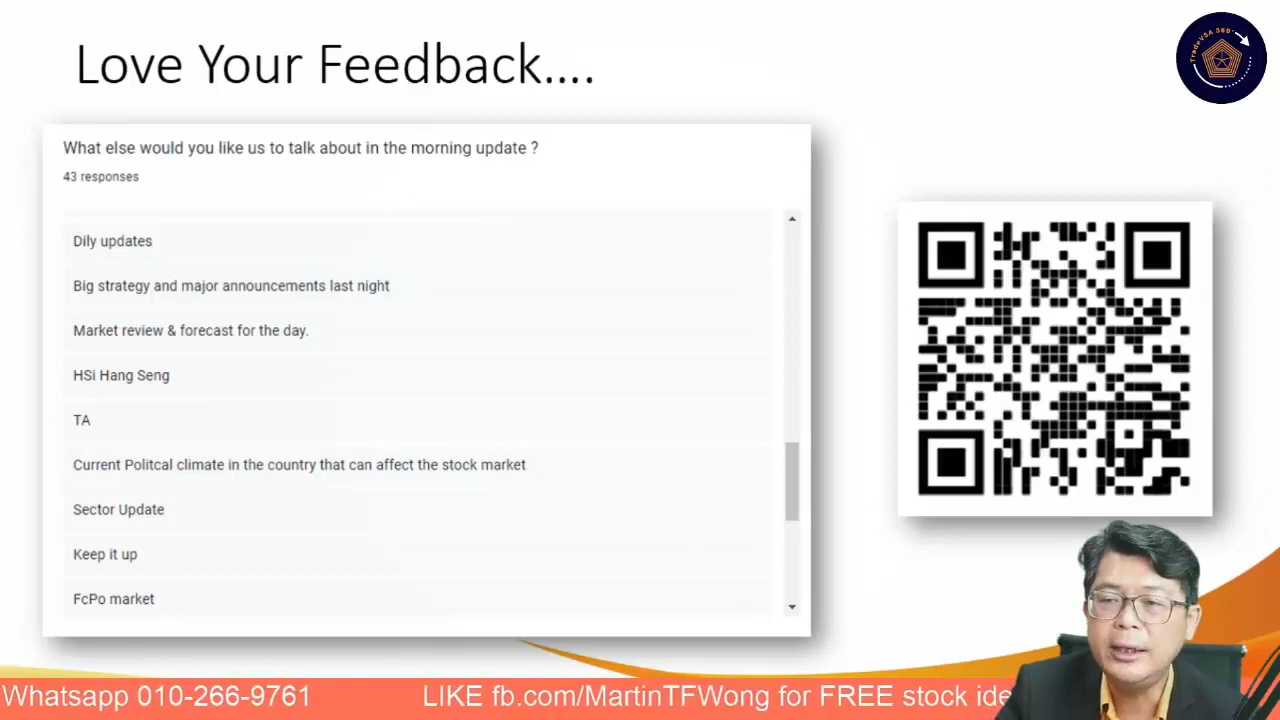 Love Your Feedback....
TradeVSA 360°
What else would you like us to talk about in the morning update ?
43 responses
Dily updates
Big strategy and major announcements last night
Market review & forecast for the day.
HSi Hang Seng
TA
Current Politcal climate in the country that can affect the stock market
Sector Update
Keep it up
FcPo market
Whatsapp 010-266-9761 LIKE fb.com/MartinTFWong for FREE stock ide